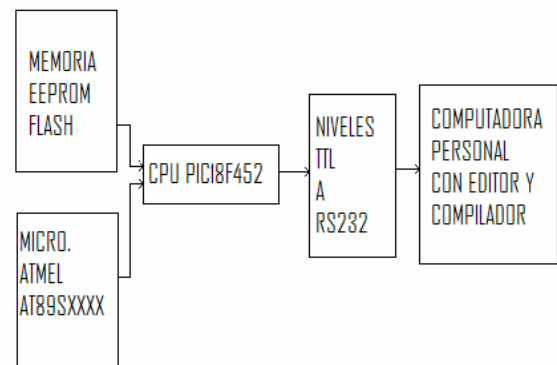 MEMORIA
EEPROM
FLASH
MICRO.
ATMEL
AT89SXXXX
CPU PIC18F452
NIVELES
TTL
A
RS232
COMPUTADORA
PERSONAL
CON EDITOR Y
COMPILADOR